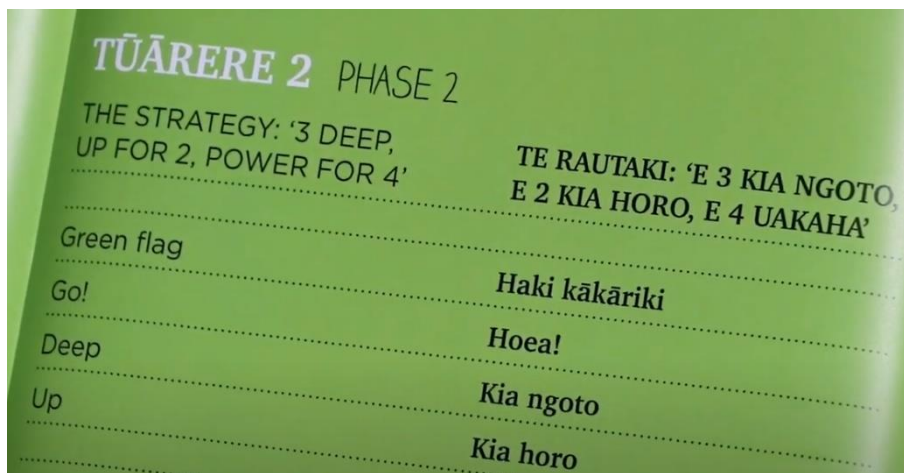 TŪĀRERE 2 PHASE 2
THE STRATEGY: ‘3 DEEP,
UP FOR 2, POWER FOR 4’
TE RAUTAKI: ‘E 3 KIA NGOTO,
E 2 KIA HORO, E 4 UAKAHA’
Green flag Haki kākāriki
Go! Hoea!
Deep Kia ngoto
Up Kia horo